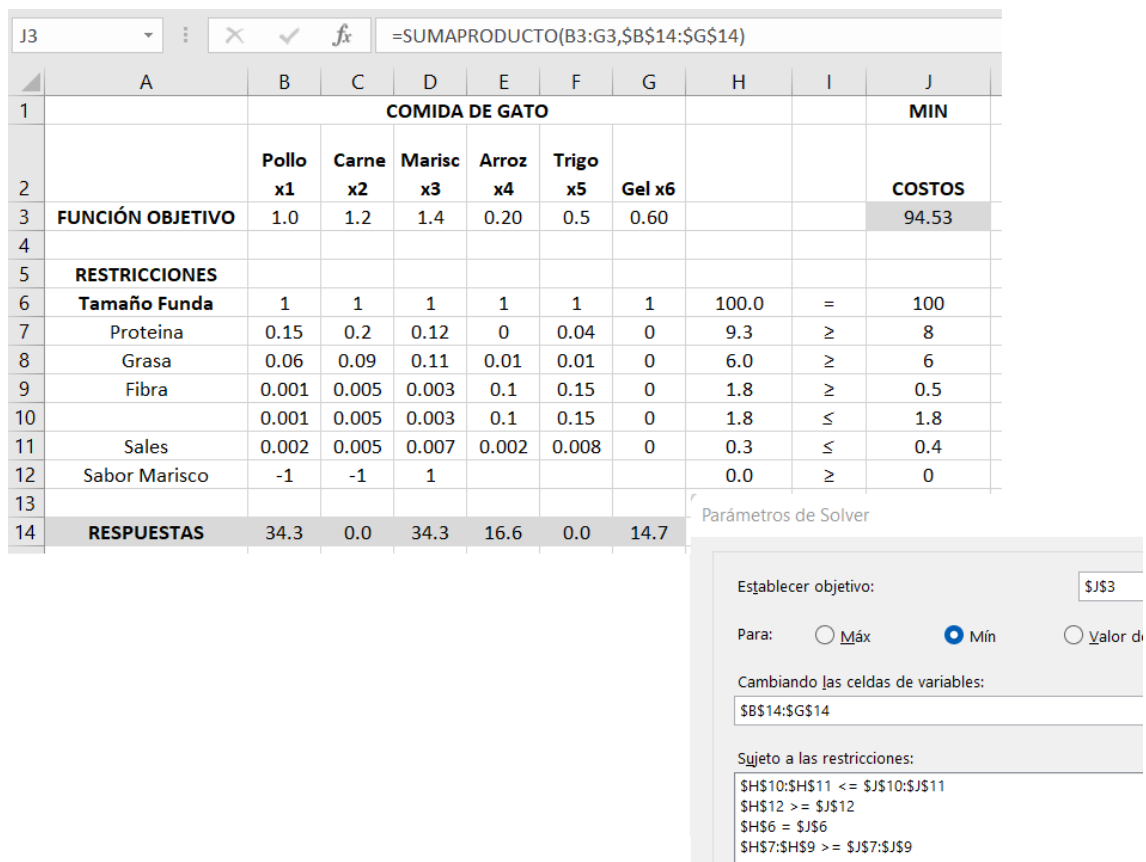 J3 fx =SUMAPRODUCTO(B3:G3,$B$14:$G$14)
A B C D E F G H I J
1 COMIDA DE GATO MIN
Pollo Carne Marisc Arroz Trigo
2 x1 x2 x3 x4 x5 Gel x6 COSTOS
3 FUNCIÓN OBJETIVO 1.0 1.2 1.4 0.20 0.5 0.60 94.53
4
5 RESTRICCIONES
6 Tamaño Funda 1 1 1 1 1 1 100.0 = 100
7 Proteina 0.15 0.2 0.12 0 0.04 0 9.3 ≥ 8
8 Grasa 0.06 0.09 0.11 0.01 0.01 0 6.0 ≥ 6
9 Fibra 0.001 0.005 0.003 0.1 0.15 0 1.8 ≥ 0.5
10 0.001 0.005 0.003 0.1 0.15 0 1.8 ≤ 1.8
11 Sales 0.002 0.005 0.007 0.002 0.008 0 0.3 ≤ 0.4
12 Sabor Marisco -1 -1 1 0.0 ≥ 0
13
14 RESPUESTAS 34.3 0.0 34.3 16.6 0.0 14.7
Parámetros de Solver
Establecer objetivo: $J$3
Para: Máx Mín Valor de
Cambiando las celdas de variables:
$B$14:$G$14
Sujeto a las restricciones:
$H$10:$H$11 <= $J$10:$J$11
$H$12 >= $J$12
$H$6 = $J$6
$H$7:$H$9 >= $J$7:$J$9